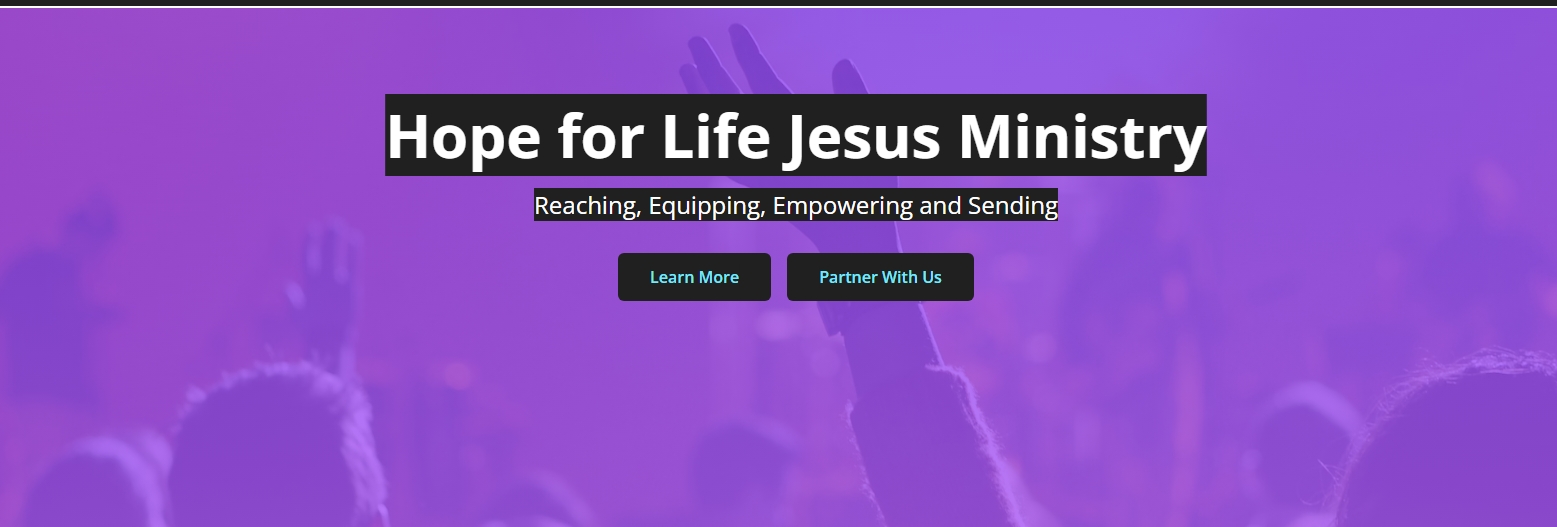 Hope for Life Jesus Ministry
Reaching, Equipping, Empowering and Sending
Learn More
Partner With Us